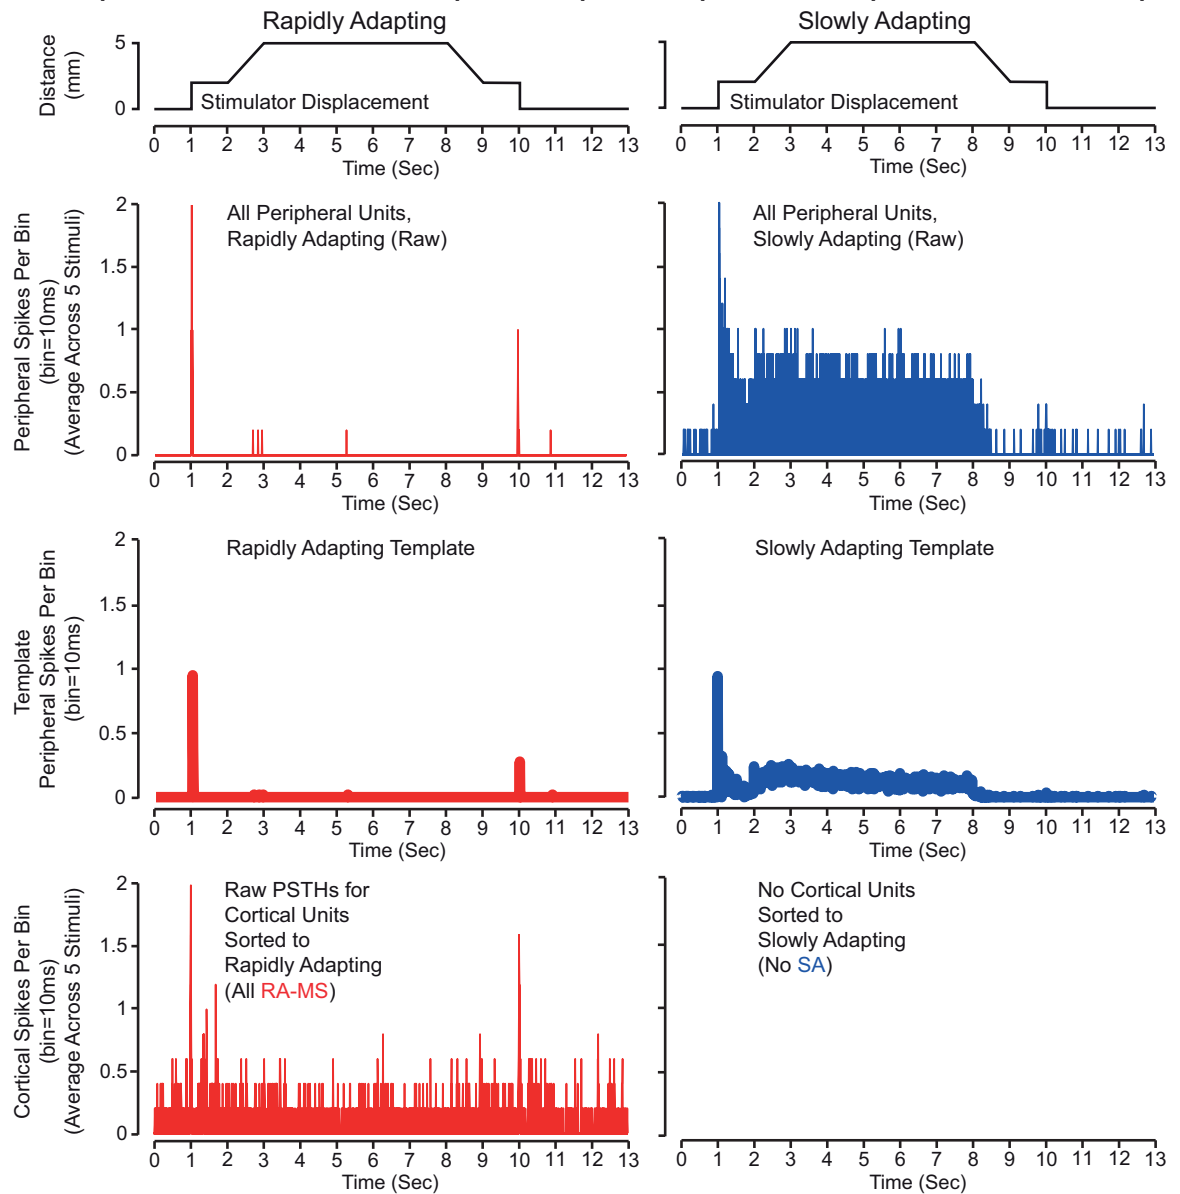 Rapidly Adapting
Slowly Adapting
Distance
(mm)
5
0
Stimulator Displacement
0 1 2 3 4 5 6 7 8 9 10 11 12 13
Time (Sec)
Stimulator Displacement
0 1 2 3 4 5 6 7 8 9 10 11 12 13
Time (Sec)
Peripheral Spikes Per Bin
(bin=10ms)
(Average Across 5 Stimuli)
2
1.5
1
0.5
0
All Peripheral Units,
Rapidly Adapting (Raw)
0 1 2 3 4 5 6 7 8 9 10 11 12 13
Time (Sec)
All Peripheral Units,
Slowly Adapting (Raw)
0 1 2 3 4 5 6 7 8 9 10 11 12 13
Time (Sec)
Template
Peripheral Spikes Per Bin
(bin=10ms)
2
1.5
1
0.5
0
Rapidly Adapting Template
0 1 2 3 4 5 6 7 8 9 10 11 12 13
Time (Sec)
Slowly Adapting Template
0 1 2 3 4 5 6 7 8 9 10 11 12 13
Time (Sec)
Cortical Spikes Per Bin
(bin=10ms)
(Average Across 5 Stimuli)
2
1.5
1
0.5
0
Raw PSTHs for
Cortical Units
Sorted to
Rapidly Adapting
(All RA-MS)
0 1 2 3 4 5 6 7 8 9 10 11 12 13
Time (Sec)
No Cortical Units
Sorted to
Slowly Adapting
(No SA)
0 1 2 3 4 5 6 7 8 9 10 11 12 13
Time (Sec)